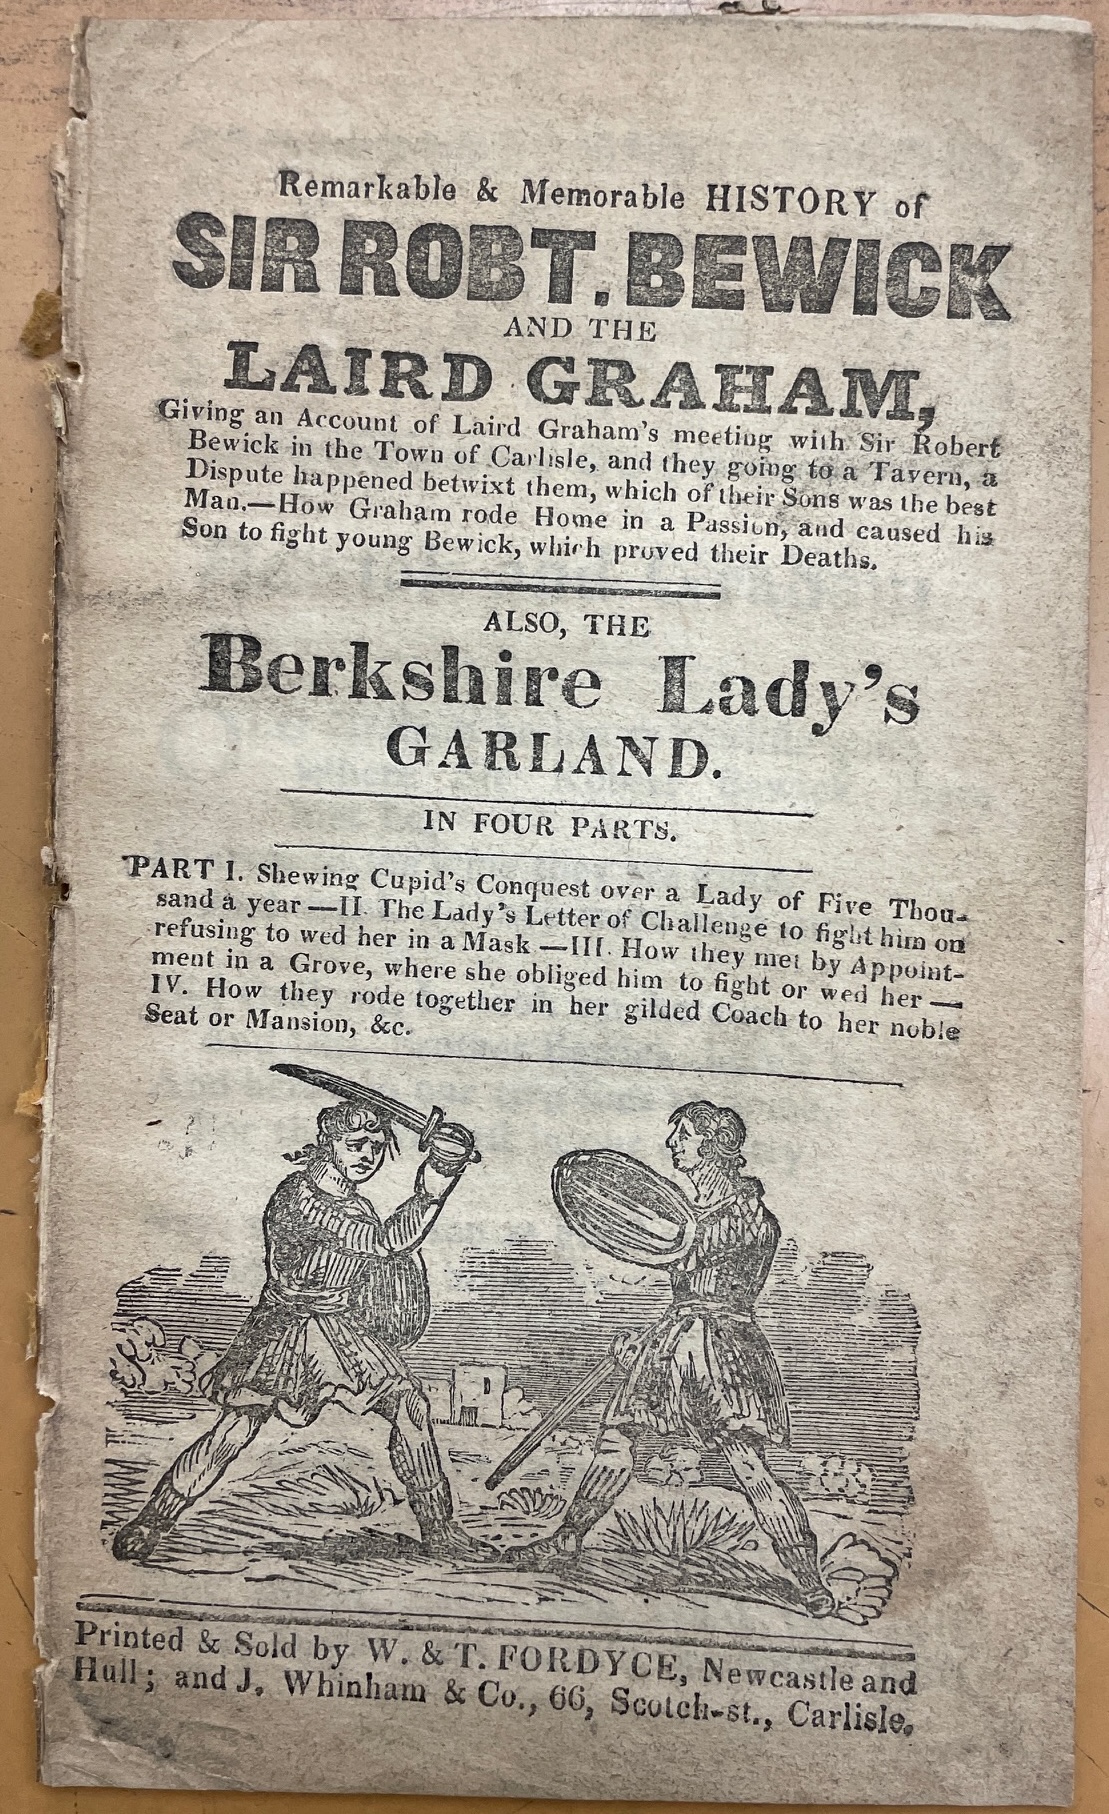 Remarkable & Memorable HISTORY of
SIR ROBT. BEWICK
AND THE
LAIRD GRAHAM,
Giving an Account of Laird Graham's meeting with Sir Robert
Bewick in the Town of Carlisle, and they going to a Tavern, a
Dispute happened betwixt them, which of their Sons was the best
Man.—How Graham rode Home in a Passion, and caused his
Son to fight young Bewick, which proved their Deaths.
ALSO, THE
Berkshire Lady's
GARLAND.
IN FOUR PARTS.
PART I. Shewing Cupid's Conquest over a Lady of Five Thou-
sand a year —II. The Lady's Letter of Challenge to fight him on
refusing to wed her in a Mask —III. How they met by Appoint-
ment in a Grove, where she obliged him to fight or wed her —
IV. How they rode together in her gilded Coach to her noble
Seat or Mansion, &c.
Printed & Sold by W. & T. FORDYCE, Newcastle and
Hull; and J. Whinham & Co., 66, Scotch-st., Carlisle.